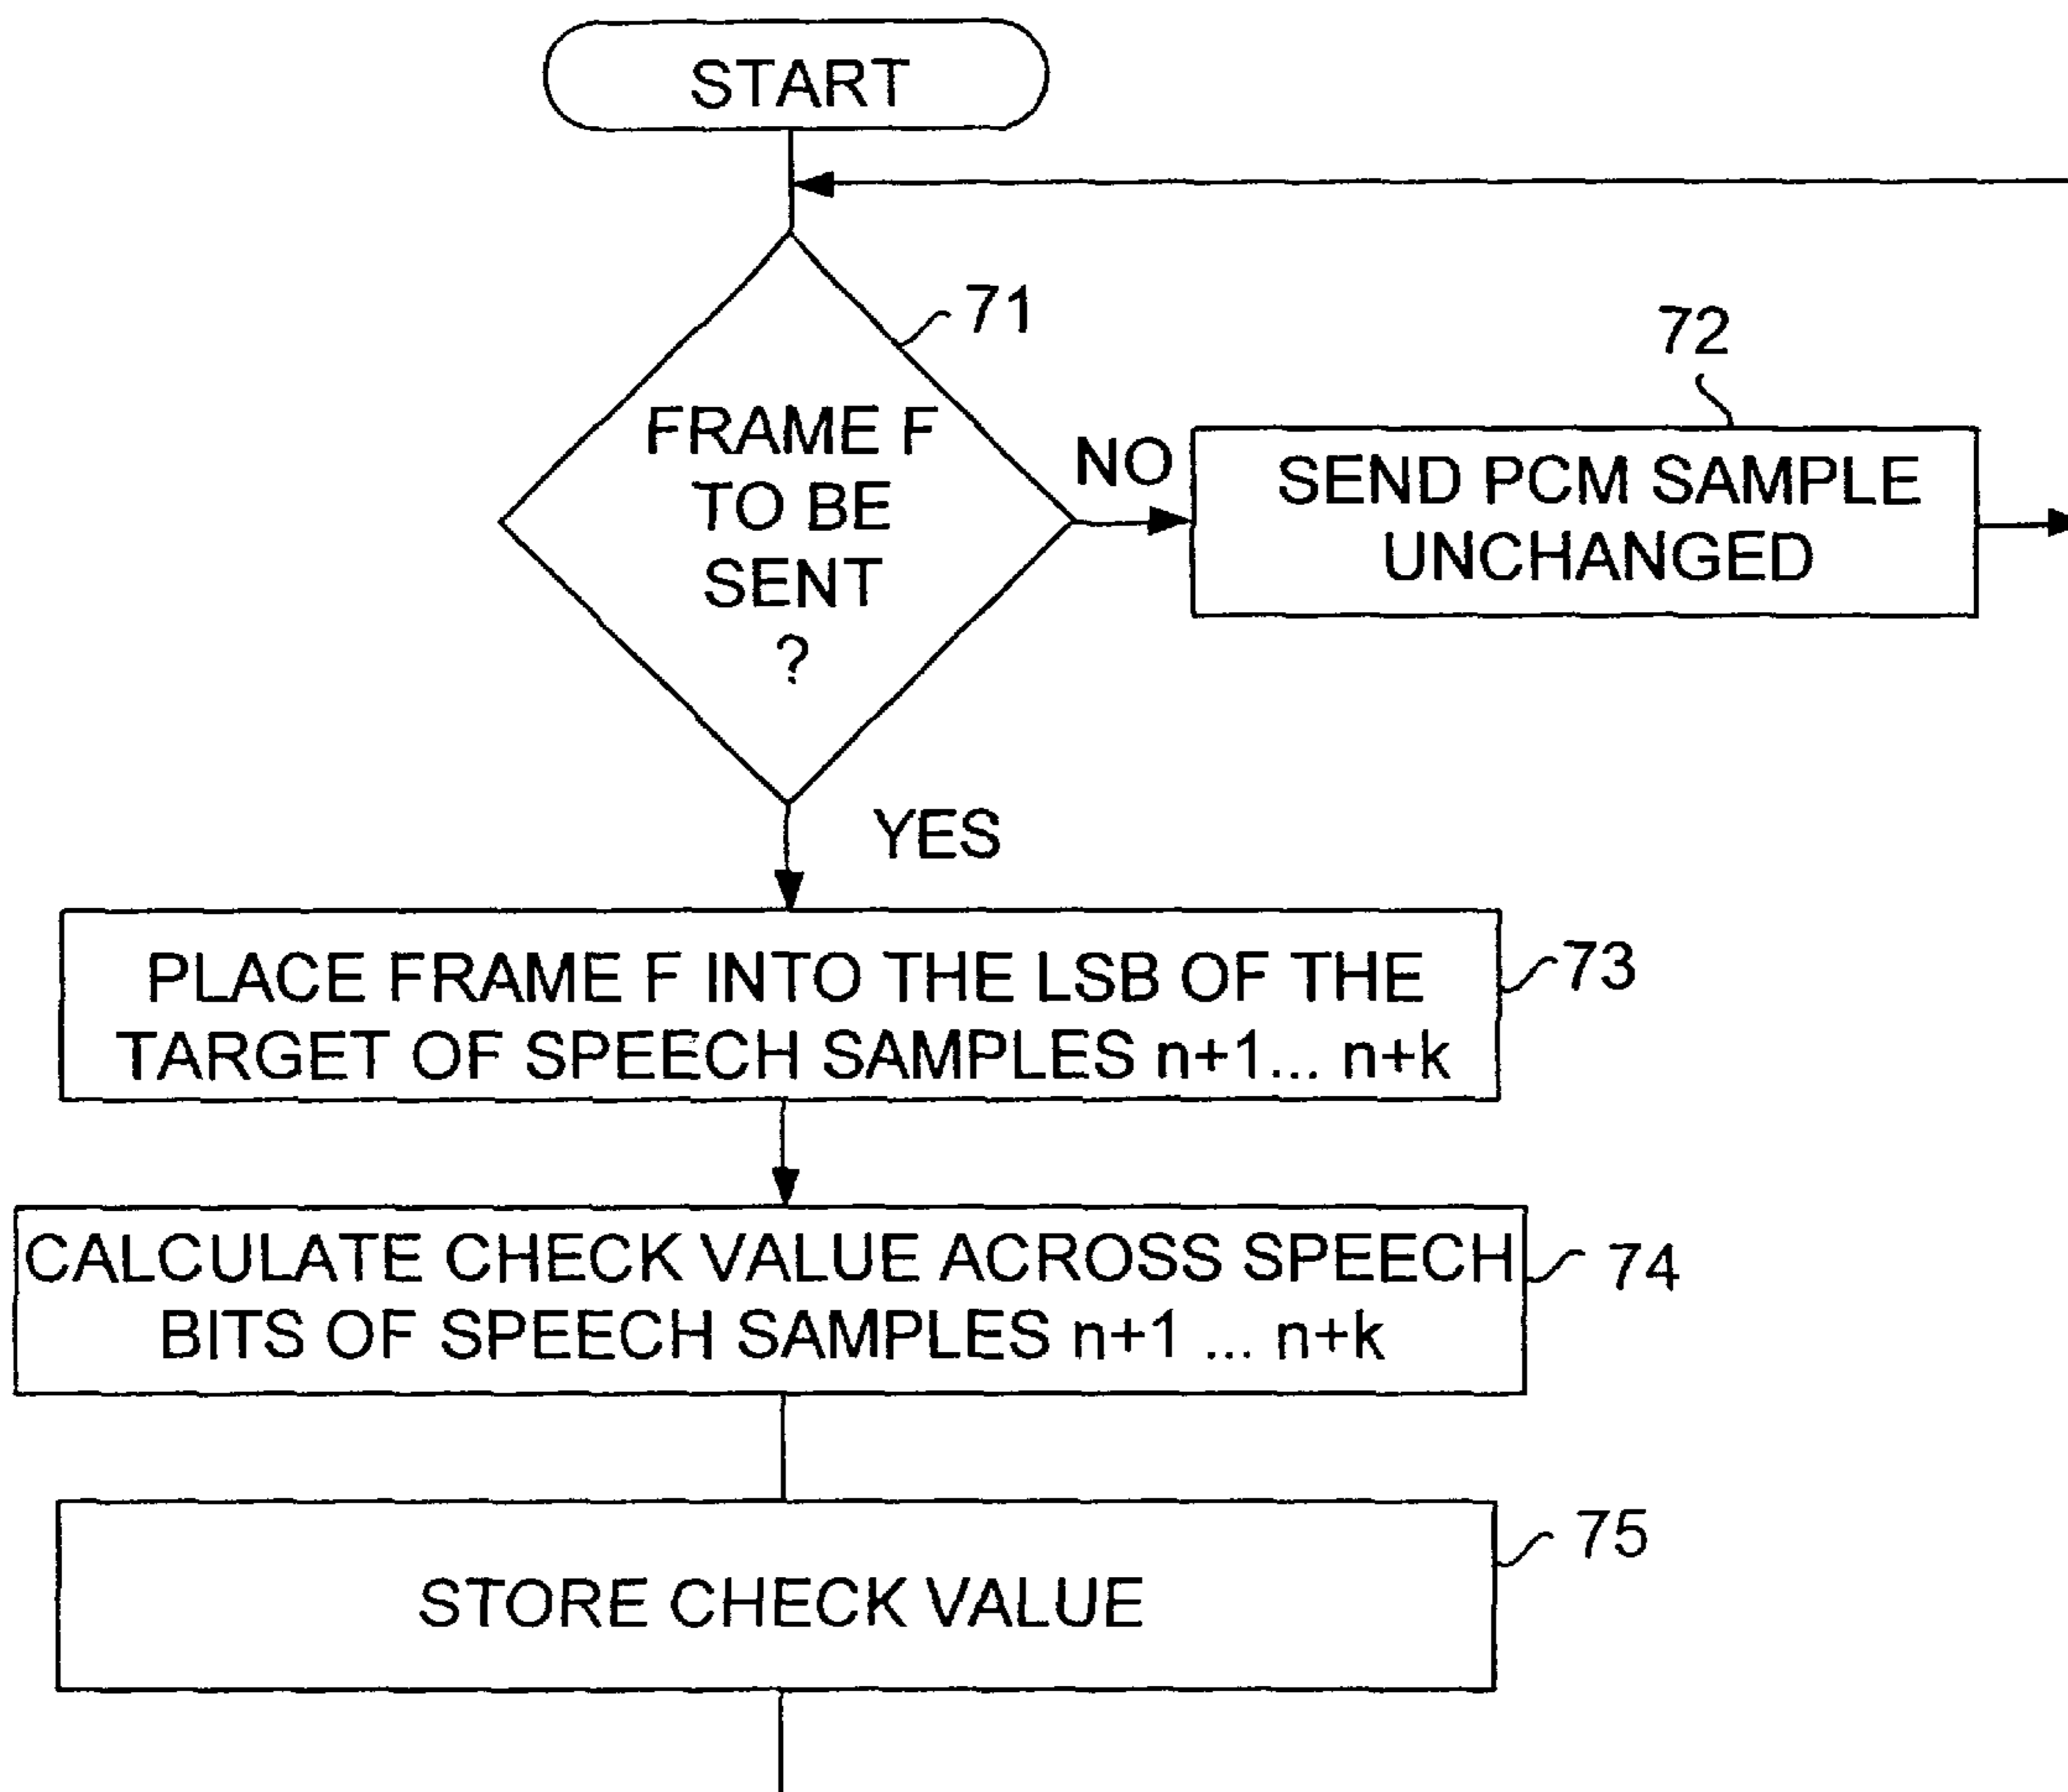 START
71
FRAME F
TO BE
SENT
?
NO
72
SEND PCM SAMPLE
UNCHANGED
YES
PLACE FRAME F INTO THE LSB OF THE
TARGET OF SPEECH SAMPLES n+1... n+k
73
CALCULATE CHECK VALUE ACROSS SPEECH
BITS OF SPEECH SAMPLES n+1 ... n+k
74
STORE CHECK VALUE
75